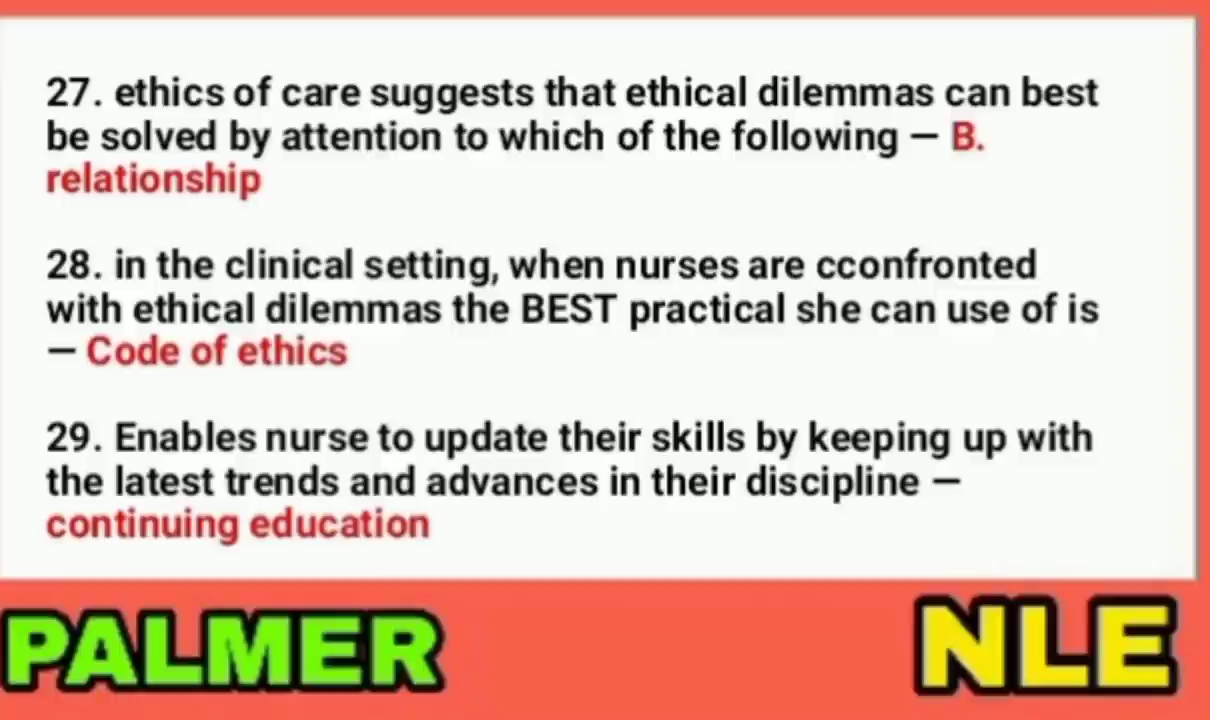 27. ethics of care suggests that ethical dilemmas can best
be solved by attention to which of the following — B.
relationship
28. in the clinical setting, when nurses are cconfronted
with ethical dilemmas the BEST practical she can use of is
— Code of ethics
29. Enables nurse to update their skills by keeping up with
the latest trends and advances in their discipline —
continuing education
PALMER NLE